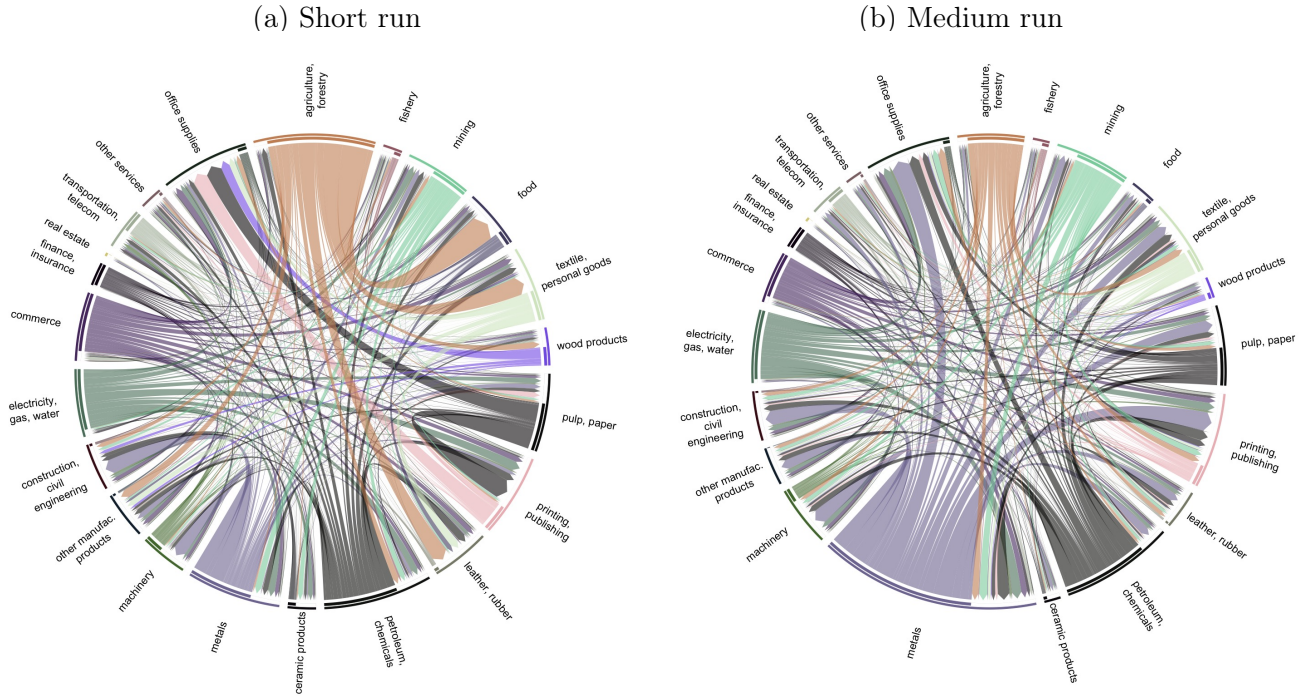 (a) Short run
(b) Medium run
agriculture,
forestry
fishery
mining
food
textile,
personal goods
wood products
pulp, paper
printing,
publishing
leather, rubber
petroleum,
chemicals
ceramic products
metals
machinery
other manufac.
products
construction,
civil
engineering
electricity,
gas, water
commerce
finance,
insurance
real estate
transportation,
telecom
other services
office supplies
agriculture,
forestry
fishery
mining
food
textile,
personal goods
wood products
pulp, paper
printing,
publishing
leather, rubber
petroleum,
chemicals
ceramic products
metals
machinery
other manufac.
products
construction,
civil
engineering
electricity,
gas, water
commerce
finance,
insurance
real estate
transportation,
telecom
other services
office supplies